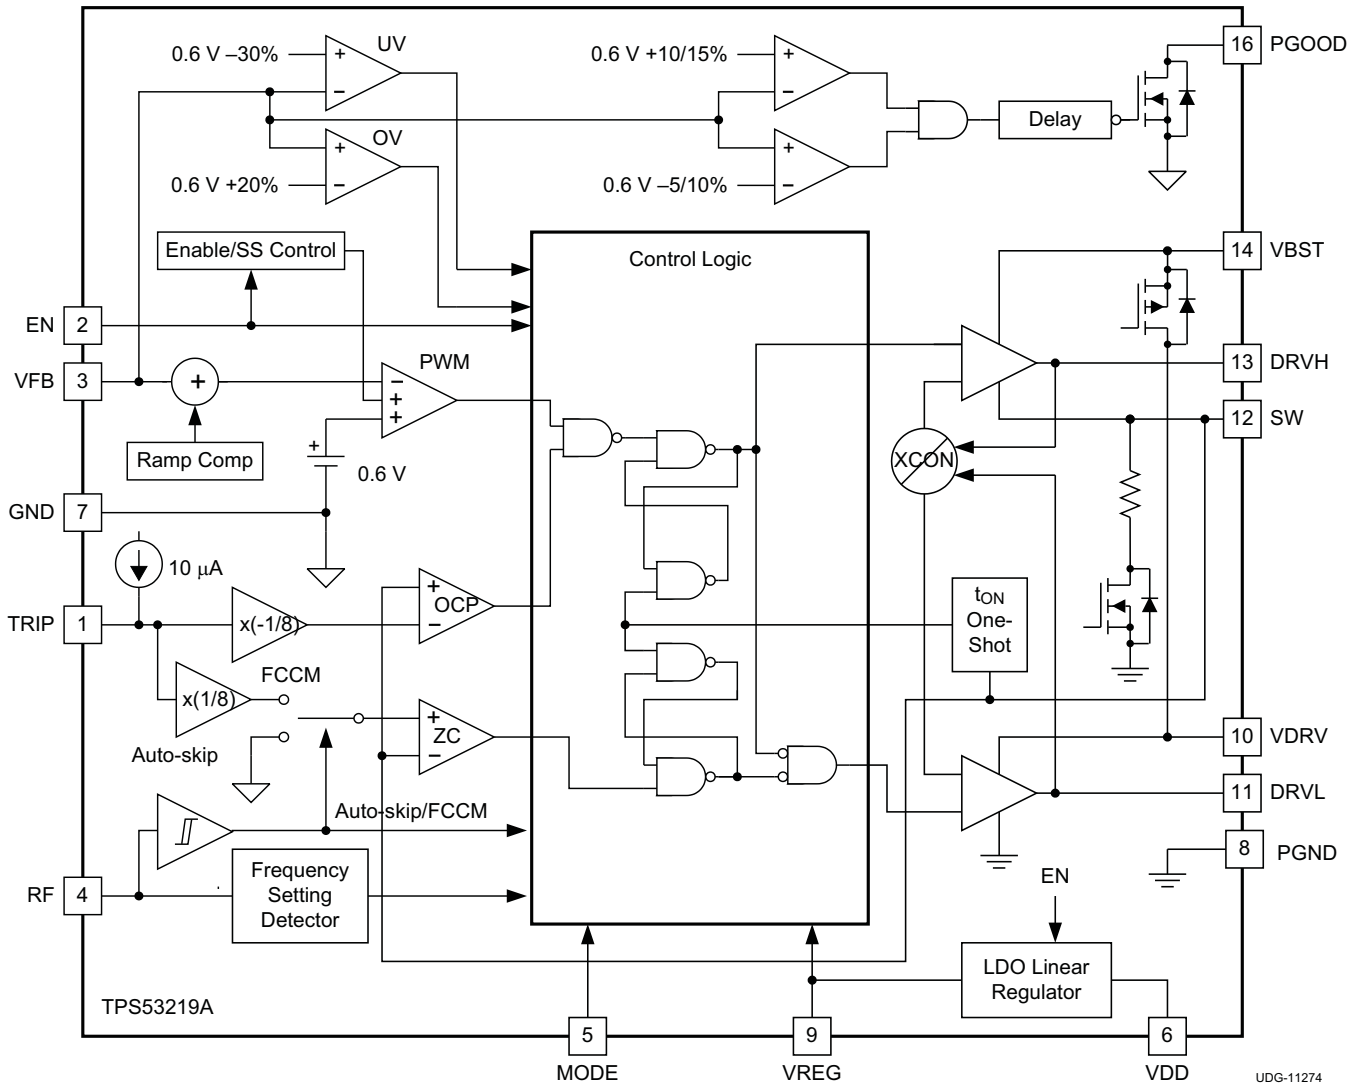 0.6 V –30%
+
–
UV
0.6 V +10/15%
+
–
16
PGOOD
OV
+
–
0.6 V +20%
+
–
0.6 V –5/10%
Delay
Enable/SS Control
Control Logic
14
VBST
EN
2
VFB
3
+
PWM
–
+
+
13
DRVH
12
SW
Ramp Comp
+
0.6 V
XCON
GND
7
10 μA
TRIP
1
x(-1/8)
+
OCP
–
tON
One-
Shot
x(1/8)
FCCM
Auto-skip
+
ZC
–
10
VDRV
11
DRVL
Auto-skip/FCCM
8
PGND
RF
4
Frequency
Setting
Detector
EN
LDO Linear
Regulator
TPS53219A
5
MODE
9
VREG
6
VDD
UDG-11274